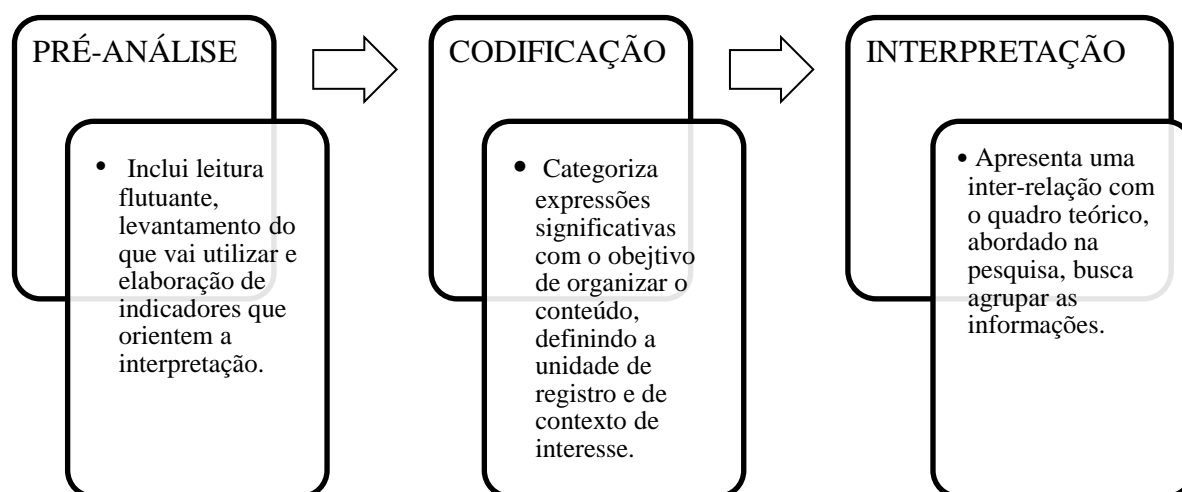 PRÉ-ANÁLISE
• Inclui leitura
flutuante,
levantamento do
que vai utilizar e
elaboração de
indicadores que
orientem a
interpretação.
CODIFICAÇÃO
• Categoriza
expressões
significativas
com o obejtivo
de organizar o
conteúdo,
definindo a
unidade de
registro e de
contexto de
interesse.
INTERPRETAÇÃO
• Apresenta uma
inter-relação com
o quadro teórico,
abordado na
pesquisa, busca
agrupar as
informações.